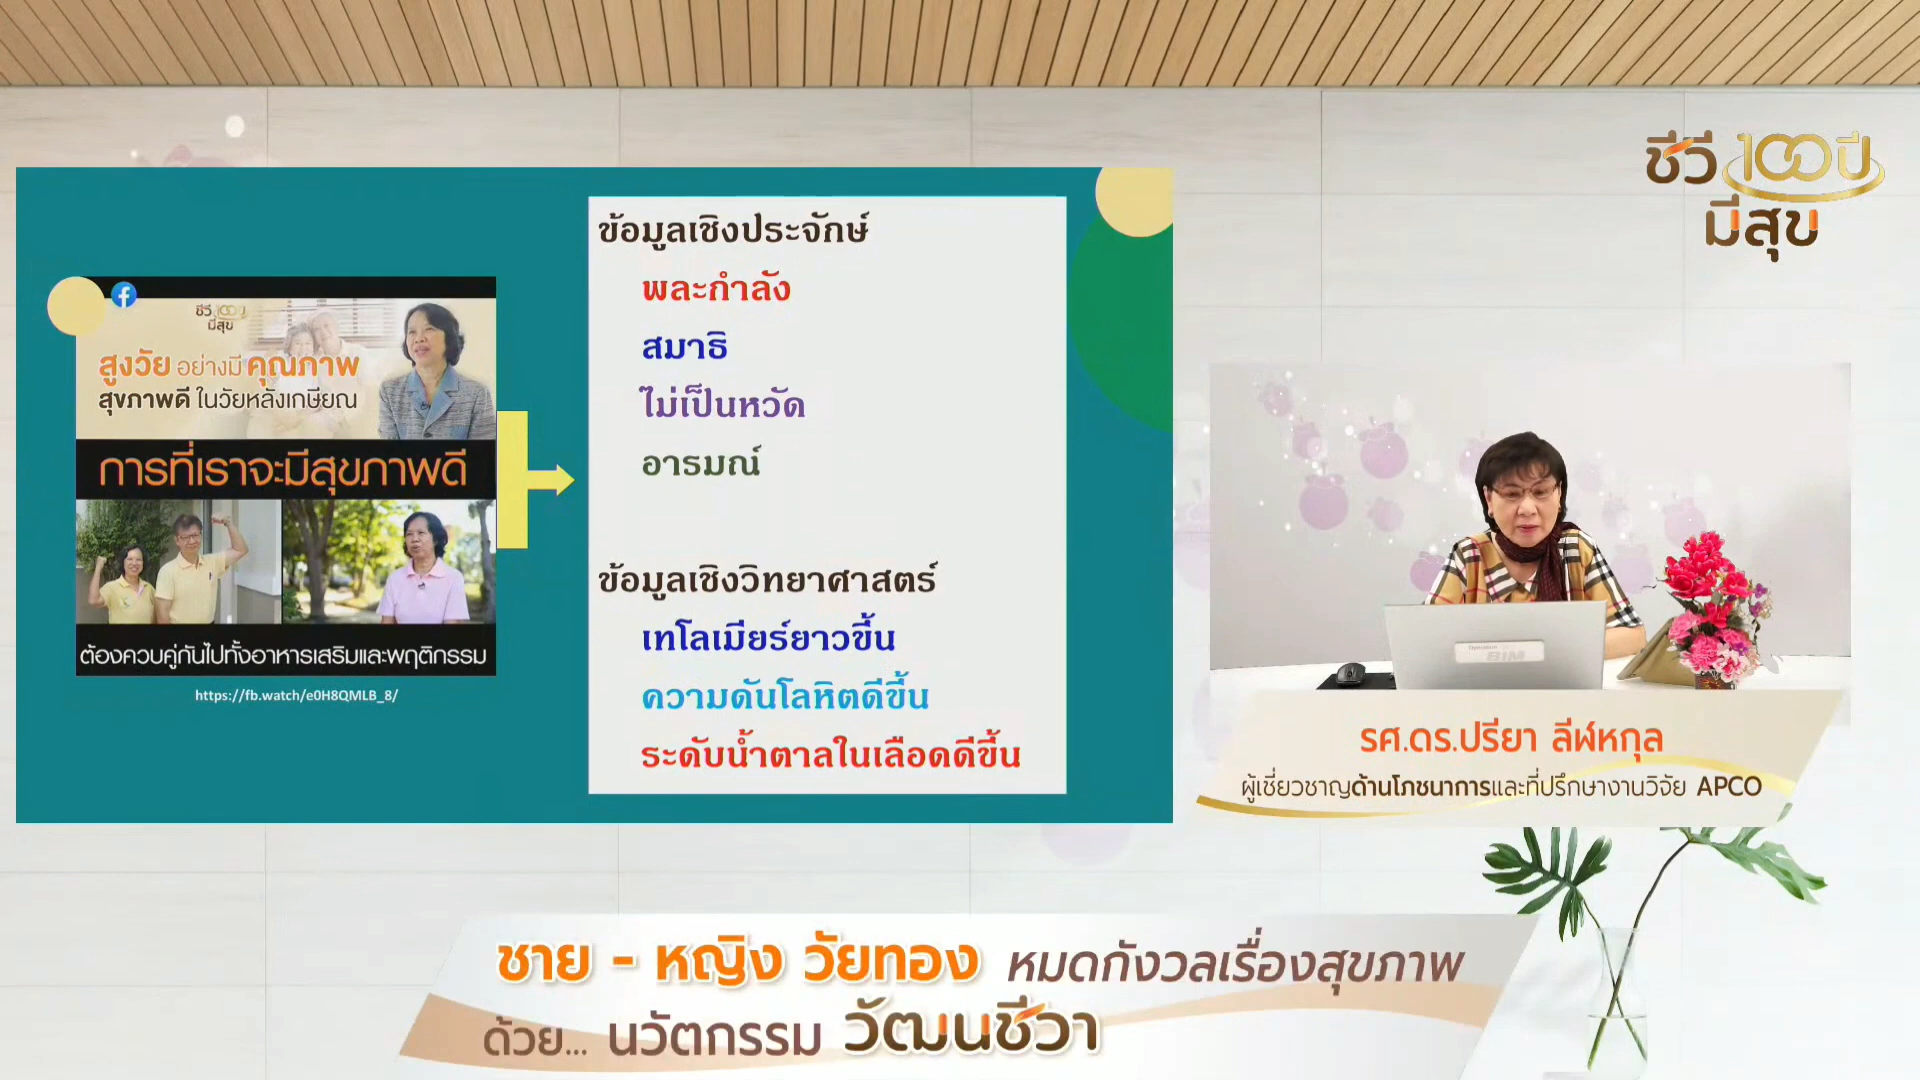 ชีวี 100ปี
มีสุข
ข้อมูลเชิงประจักษ์
พละกำลัง
สมาธิ
ไม่เป็นหวัด
อารมณ์
ข้อมูลเชิงวิทยาศาสตร์
เทโลเมียร์ยาวขึ้น
ความดันโลหิตดีขึ้น
ระดับน้ำตาลในเลือดดีขึ้น
ชีวี 100ปี
มีสุข
สูงวัย อย่างมี คุณภาพ
สุขภาพดี ในวัยหลังเกษียณ
การที่เราจะมีสุขภาพดี
ต้องควบคู่กันไปทั้งอาหารเสริมและพฤติกรรม
https://fb.watch/e0H8QMLB_8/
รศ.ดร.ปรียา ลีฬหกุล
ผู้เชี่ยวชาญด้านโภชนาการและที่ปรึกษางานวิจัย APCO
ชาย - หญิง วัยทอง หมดกังวลเรื่องสุขภาพ
ด้วย... นวัตกรรม วัฒนชีวา